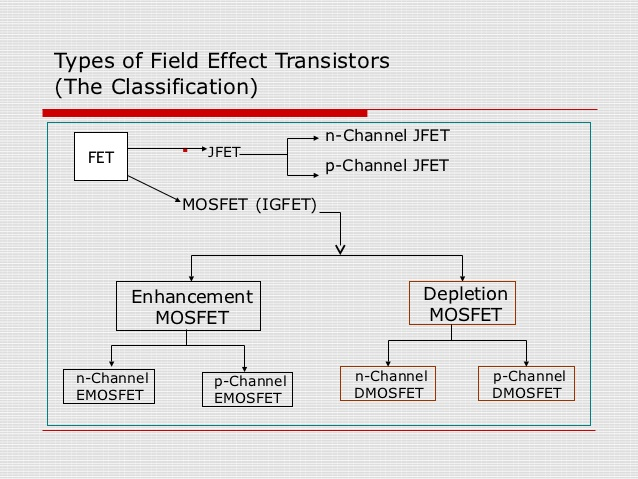 Types of Field Effect Transistors
(The Classification)
FET
JFET
n-Channel JFET
p-Channel JFET
MOSFET (IGFET)
Enhancement
MOSFET
Depletion
MOSFET
n-Channel
EMOSFET
p-Channel
EMOSFET
n-Channel
DMOSFET
p-Channel
DMOSFET